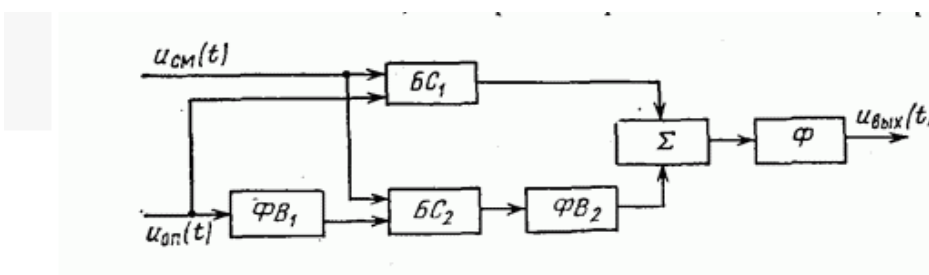 u_см(t)
БС₁
Σ
Ф
u_вых(t)
ФВ₁
БС₂
ФВ₂
u_оп(t)